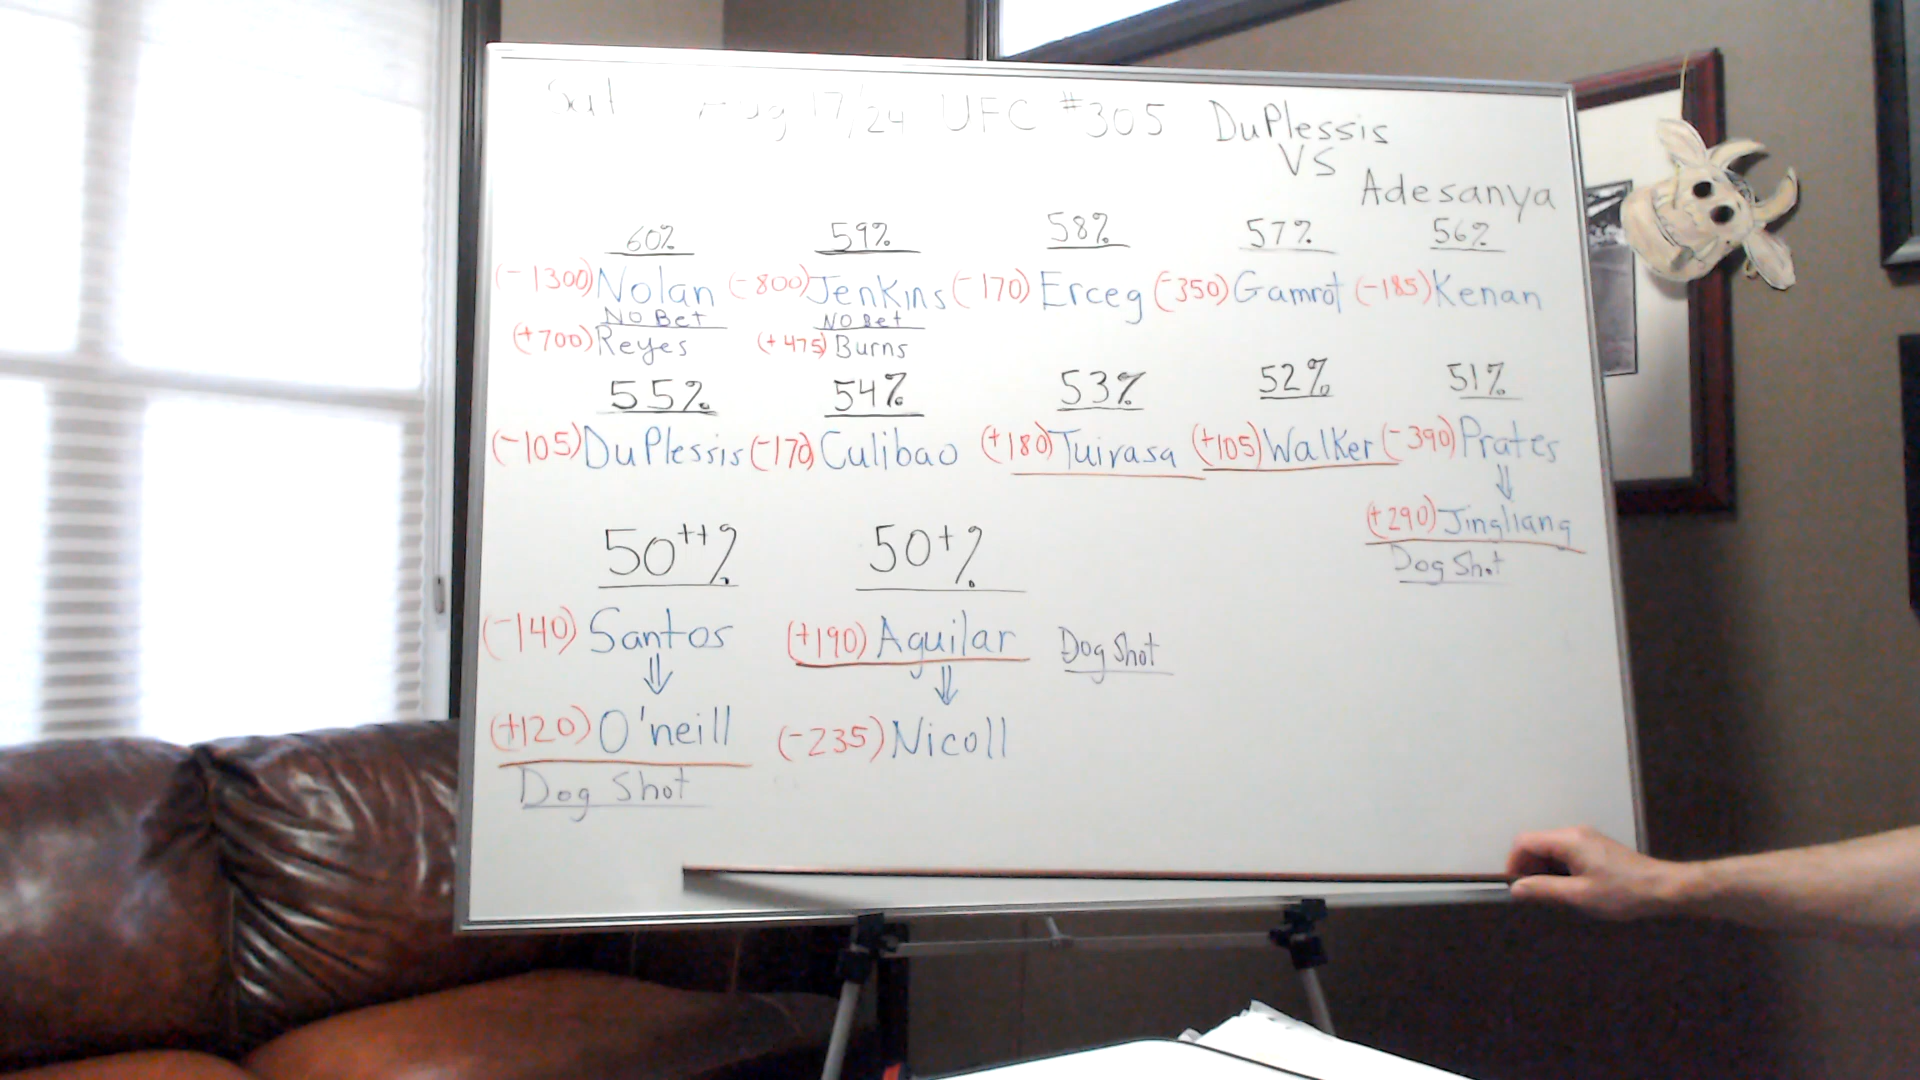 Sat Aug 17/24 UFC #305 DuPlessis
VS
Adesanya
60% 59% 58% 57% 56%
(-1300) Nolan (-800) Jenkins (-170) Erceg (-350) Gamrot (-185) Kenan
No Bet No Bet
(+700) Reyes (+475) Burns
55% 54% 53% 52% 51%
(-105) DuPlessis (-170) Culibao (+180) Tuivasa (+105) Walker (-390) Prates
(+290) Jingliang
Dog Shot
50++% 50+%
(-140) Santos (+190) Aguilar Dog Shot
(+120) O'neill (-235) Nicoll
Dog Shot